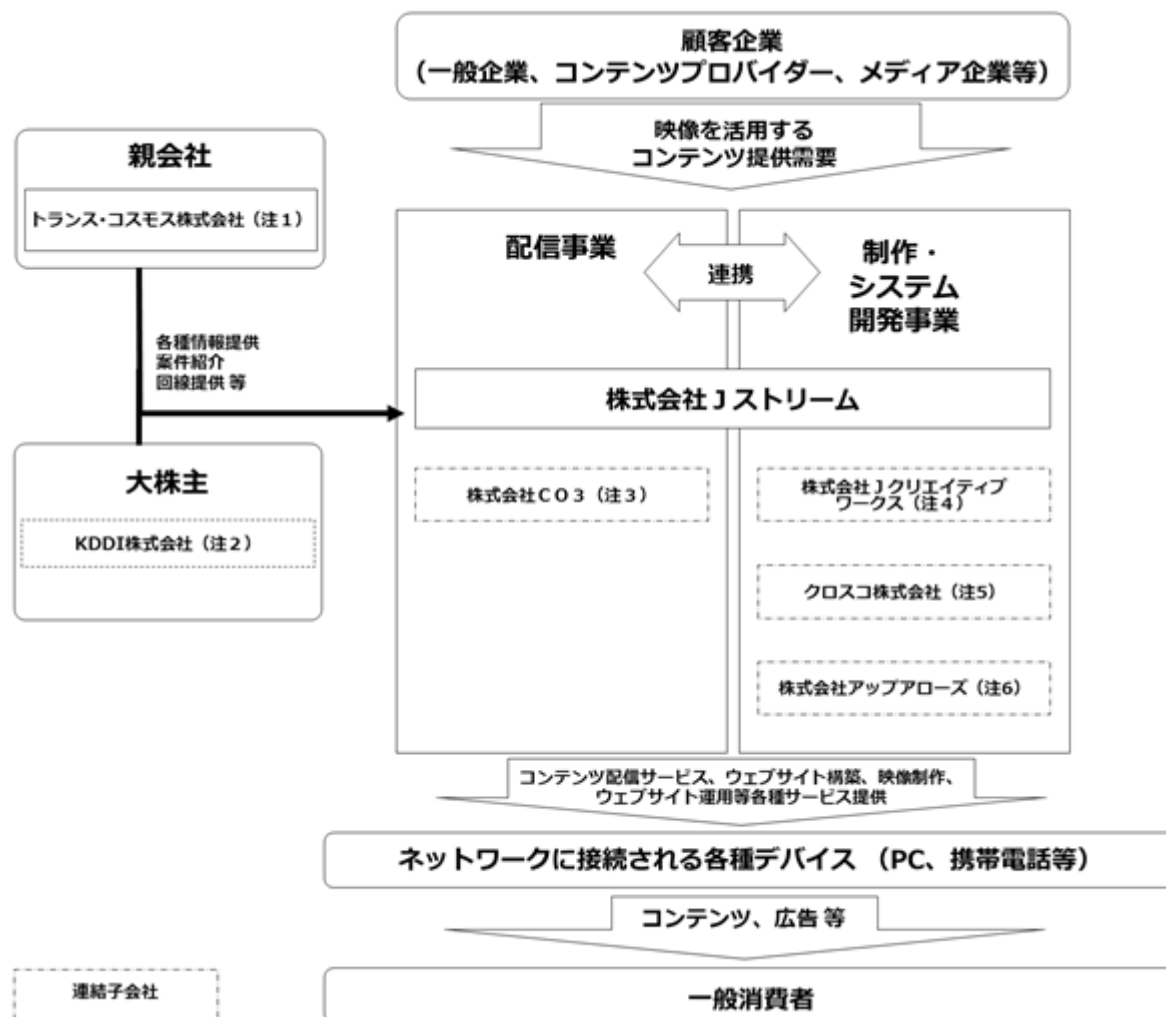 顧客企業
（一般企業、コンテンツプロバイダー、メディア企業等）
映像を活用する
コンテンツ提供需要
親会社
トランス・コスモス株式会社（注１）
各種情報提供
案件紹介
回線提供 等
大株主
KDDI株式会社（注２）
配信事業
連携
制作・
システム
開発事業
株式会社Ｊストリーム
株式会社ＣＯ３（注３）
株式会社Ｊクリエイティブ
ワークス（注４）
クロスコ株式会社（注5）
株式会社アップアローズ（注6）
コンテンツ配信サービス、ウェブサイト構築、映像制作、
ウェブサイト運用等各種サービス提供
ネットワークに接続される各種デバイス （PC、携帯電話等）
コンテンツ、広告 等
連結子会社
一般消費者